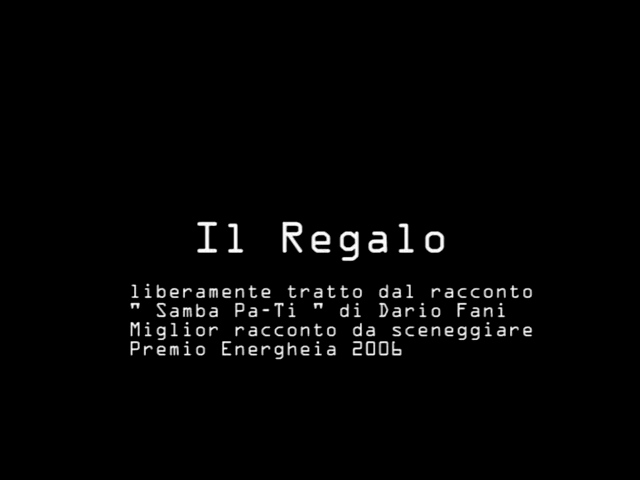 Il Regalo
liberamente tratto dal racconto
" Samba Pa-Ti " di Dario Fani
Miglior racconto da sceneggiare
Premio Energheia 2006